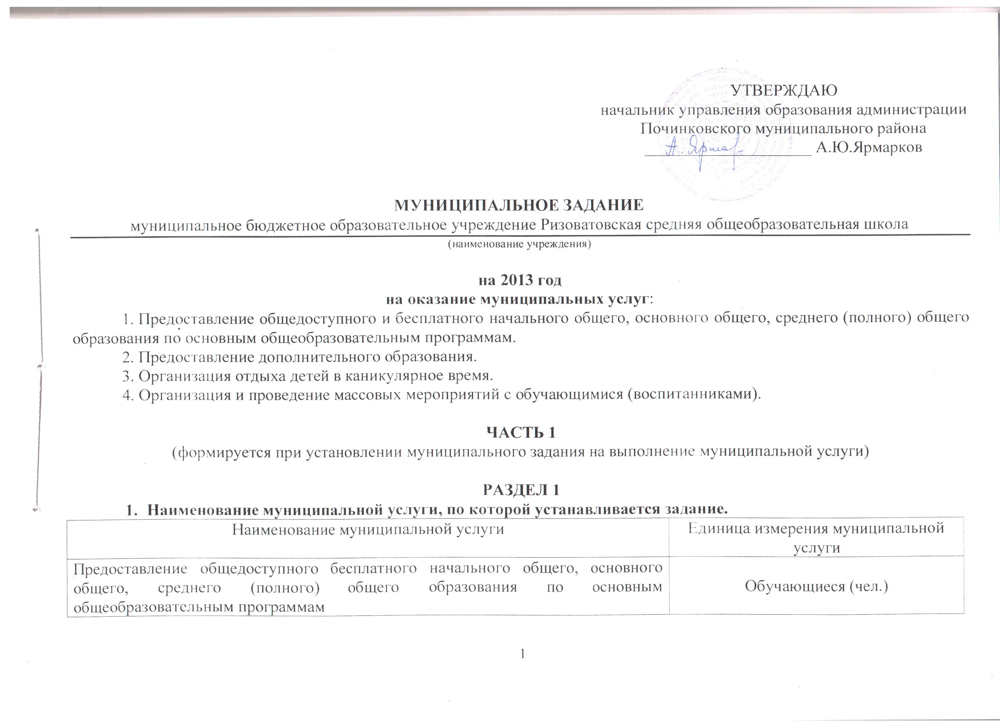 УТВЕРЖДАЮ
начальник управления образования администрации
Починковского муниципального района
А. Ярмар А.Ю.Ярмарков
МУНИЦИПАЛЬНОЕ ЗАДАНИЕ
муниципальное бюджетное образовательное учреждение Ризоватовская средняя общеобразовательная школа
(наименование учреждения)
на 2013 год
на оказание муниципальных услуг:
1. Предоставление общедоступного и бесплатного начального общего, основного общего, среднего (полного) общего
образования по основным общеобразовательным программам.
2. Предоставление дополнительного образования.
3. Организация отдыха детей в каникулярное время.
4. Организация и проведение массовых мероприятий с обучающимися (воспитанниками).
ЧАСТЬ 1
(формируется при установлении муниципального задания на выполнение муниципальной услуги)
РАЗДЕЛ 1
1. Наименование муниципальной услуги, по которой устанавливается задание.
Наименование муниципальной услуги
Единица измерения муниципальной
услуги
Предоставление общедоступного бесплатного начального общего, основного
общего, среднего (полного) общего образования по основным
общеобразовательным программам
Обучающиеся (чел.)
1